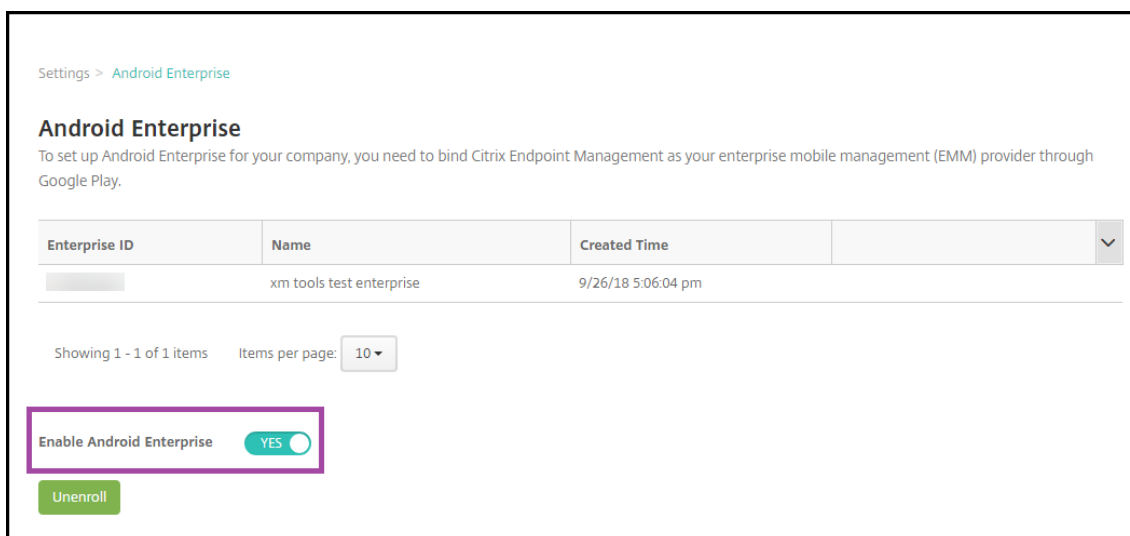 Settings > Android Enterprise
Android Enterprise
To set up Android Enterprise for your company, you need to bind Citrix Endpoint Management as your enterprise mobile management (EMM) provider through
Google Play.
Enterprise ID Name Created Time
xm tools test enterprise 9/26/18 5:06:04 pm
Showing 1 - 1 of 1 items Items per page: 10
Enable Android Enterprise YES
Unenroll